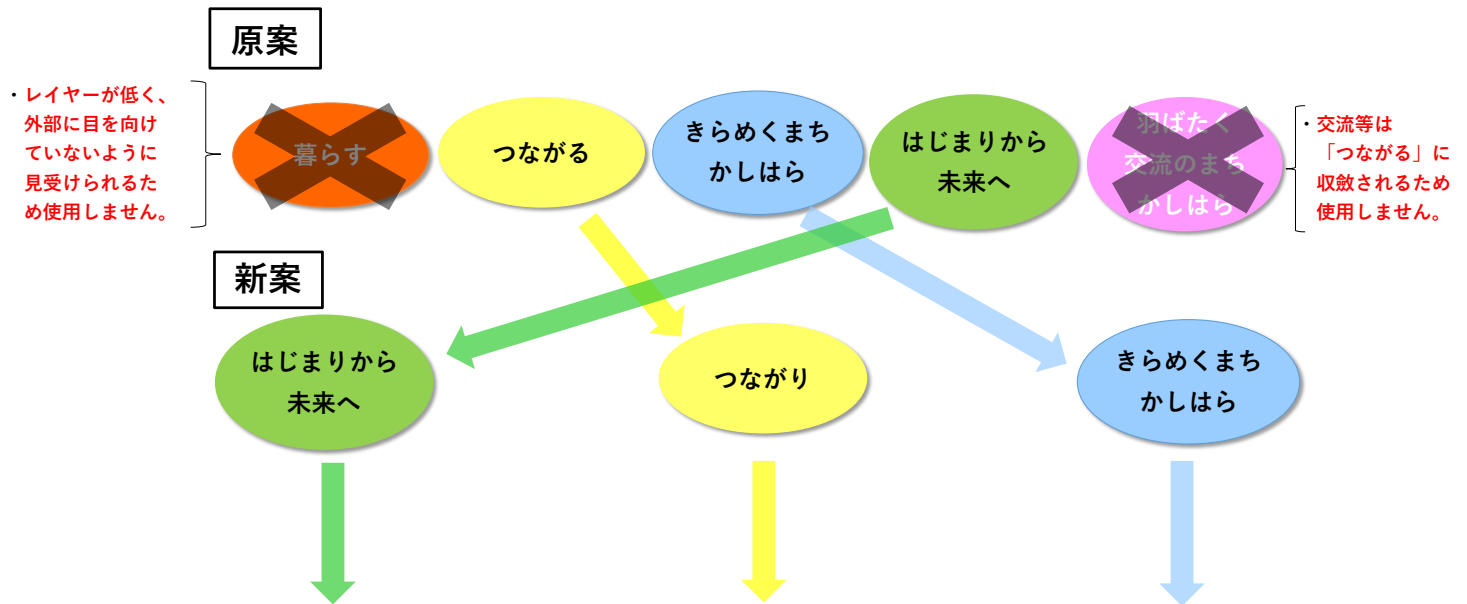 原案
・レイヤーが低く、
外部に目を向け
ていないように
見受けられるた
め使用しません。
暮らす
つながる
きらめくまち
かしはら
はじまりから
未来へ
羽ばたく
交流のまち
かしはら
・交流等は
「つながる」に
収斂されるため
使用しません。
新案
はじまりから
未来へ
つながり
きらめくまち
かしはら